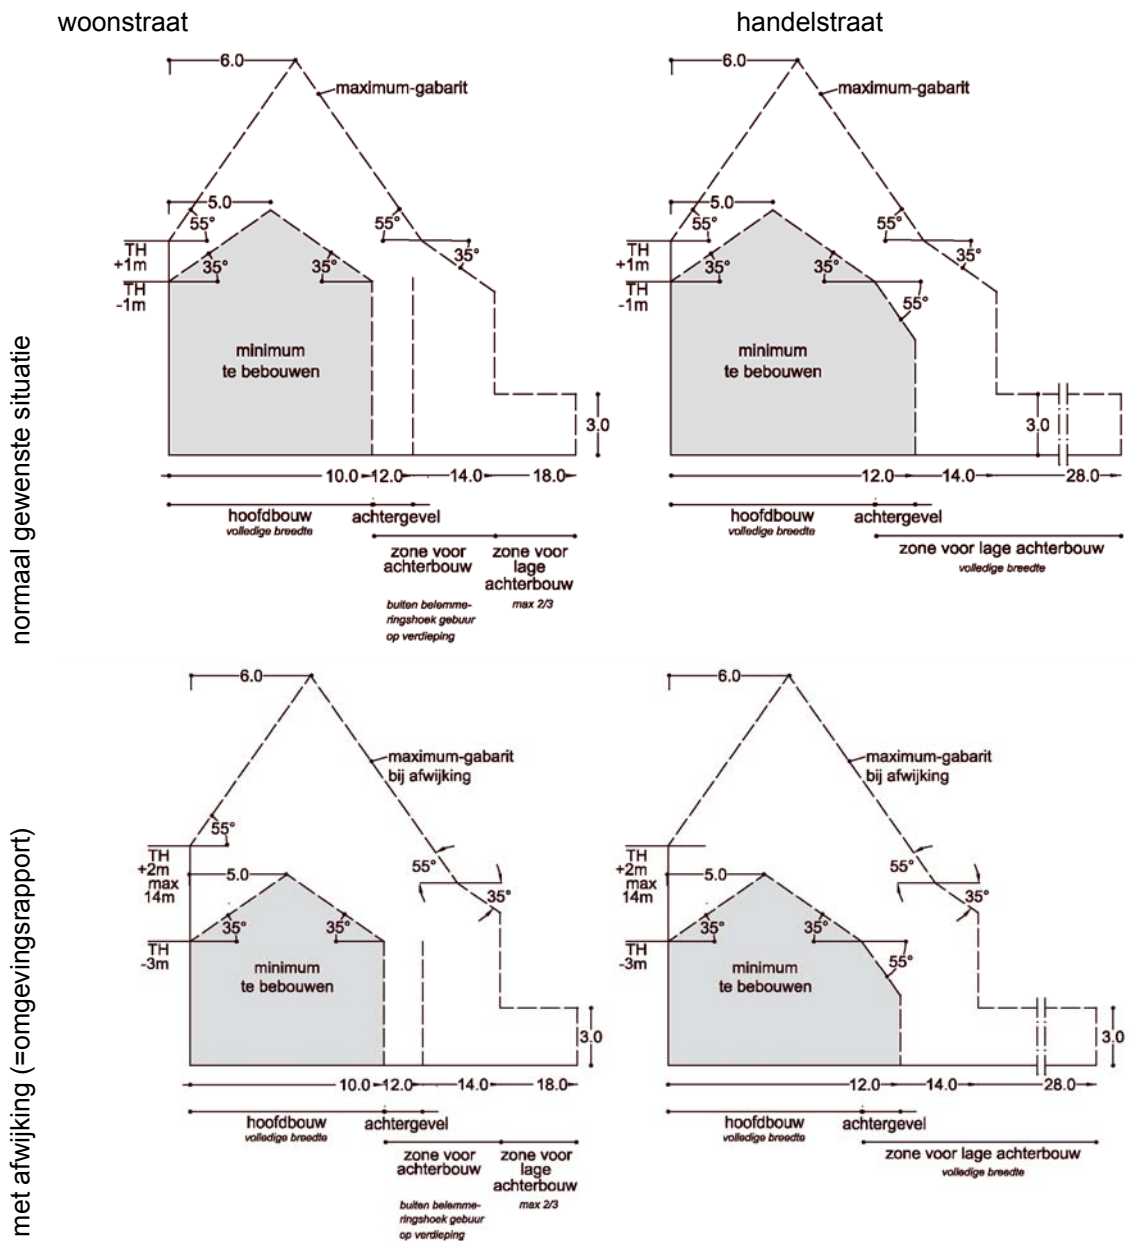 woonstraat
handelstraat
normaal gewenste situatie
6.0
maximum-gabarit
5.0
55°
55°
TH
+1m
35°
35°
35°
TH
-1m
minimum
te bebouwen
3.0
10.0 12.0 14.0 18.0
hoofdbouw
volledige breedte
achtergevel
zone voor
achterbouw
buiten belemme-
ringshoek gebuur
op verdieping
zone voor
lage
achterbouw
max 2/3
6.0
maximum-gabarit
5.0
55°
55°
TH
+1m
35°
35°
35°
TH
-1m
55°
minimum
te bebouwen
3.0
12.0 14.0 28.0
hoofdbouw
volledige breedte
achtergevel
zone voor lage achterbouw
volledige breedte
met afwijking (=omgevingsrapport)
6.0
maximum-gabarit
bij afwijking
55°
TH
+2m
max
14m
5.0
55°
35°
35°
35°
TH
-3m
minimum
te bebouwen
3.0
10.0 12.0 14.0 18.0
hoofdbouw
volledige breedte
achtergevel
zone voor
achterbouw
buiten belemme-
ringshoek gebuur
op verdieping
zone voor
lage
achterbouw
max 2/3
6.0
maximum-gabarit
bij afwijking
TH
+2m
max
14m
5.0
55°
35°
35°
35°
TH
-3m
55°
minimum
te bebouwen
3.0
12.0 14.0 28.0
hoofdbouw
volledige breedte
achtergevel
zone voor lage achterbouw
volledige breedte